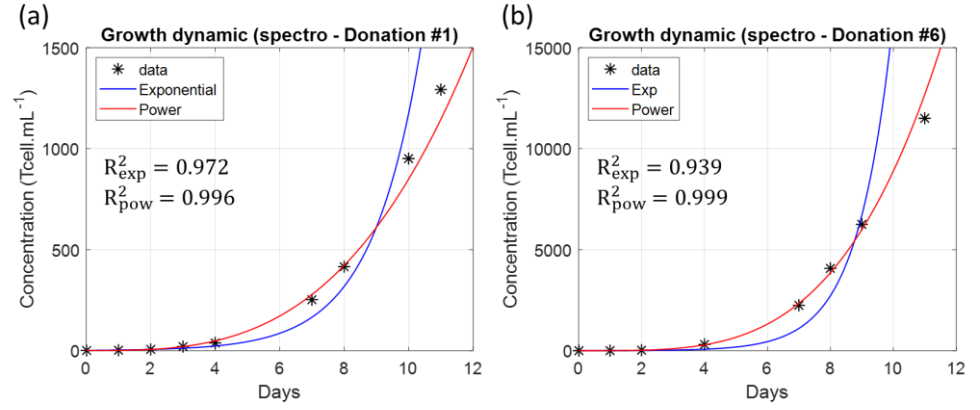 (a)
Growth dynamic (spectro - Donation #1)
1500
1000
500
0
Concentration (Tcell.mL⁻¹)
data
Exponential
Power
R²exp = 0.972
R²pow = 0.996
0 2 4 6 8 10 12
Days
(b)
Growth dynamic (spectro - Donation #6)
15000
10000
5000
0
Concentration (Tcell.mL⁻¹)
data
Exp
Power
R²exp = 0.939
R²pow = 0.999
0 2 4 6 8 10 12
Days